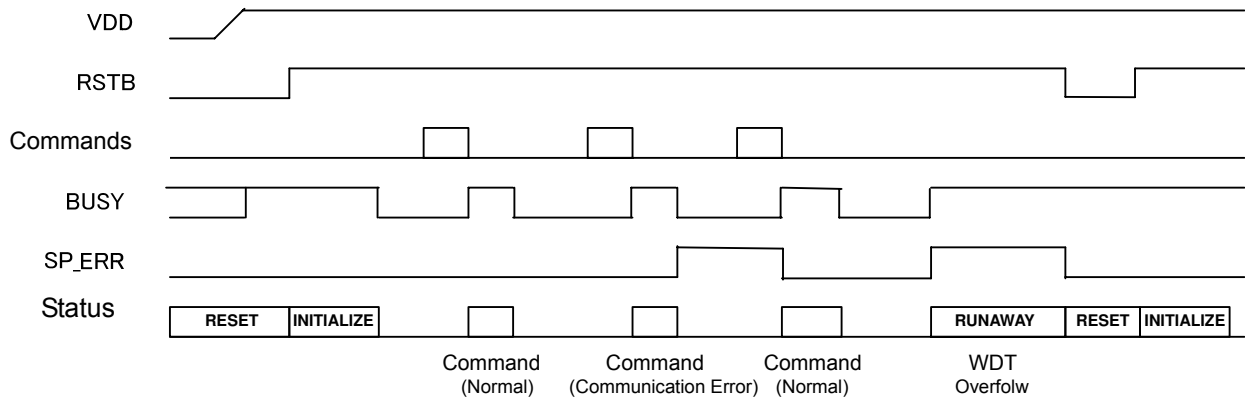 VDD
RSTB
Commands
BUSY
SP_ERR
Status
RESET INITIALIZE RUNAWAY RESET INITIALIZE
Command Command Command WDT
(Normal) (Communication Error) (Normal) Overfolw